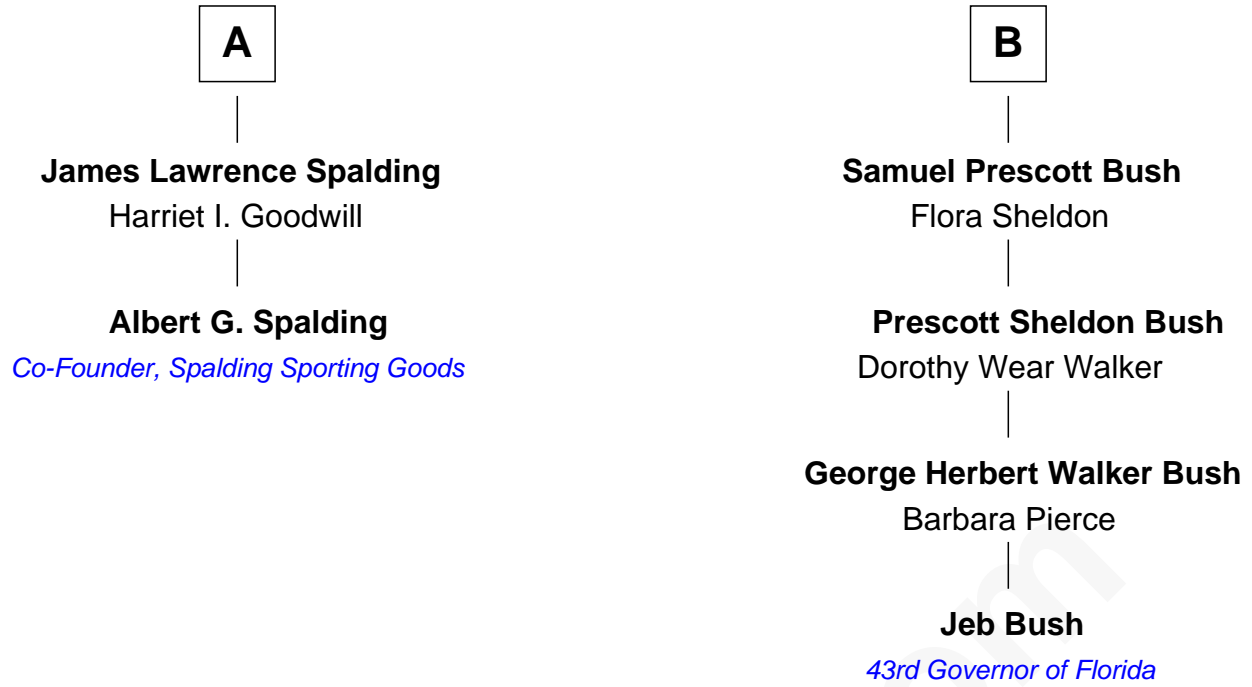 A
James Lawrence Spalding
Harriet I. Goodwill
Albert G. Spalding
Co-Founder, Spalding Sporting Goods
B
Samuel Prescott Bush
Flora Sheldon
Prescott Sheldon Bush
Dorothy Wear Walker
George Herbert Walker Bush
Barbara Pierce
Jeb Bush
43rd Governor of Florida